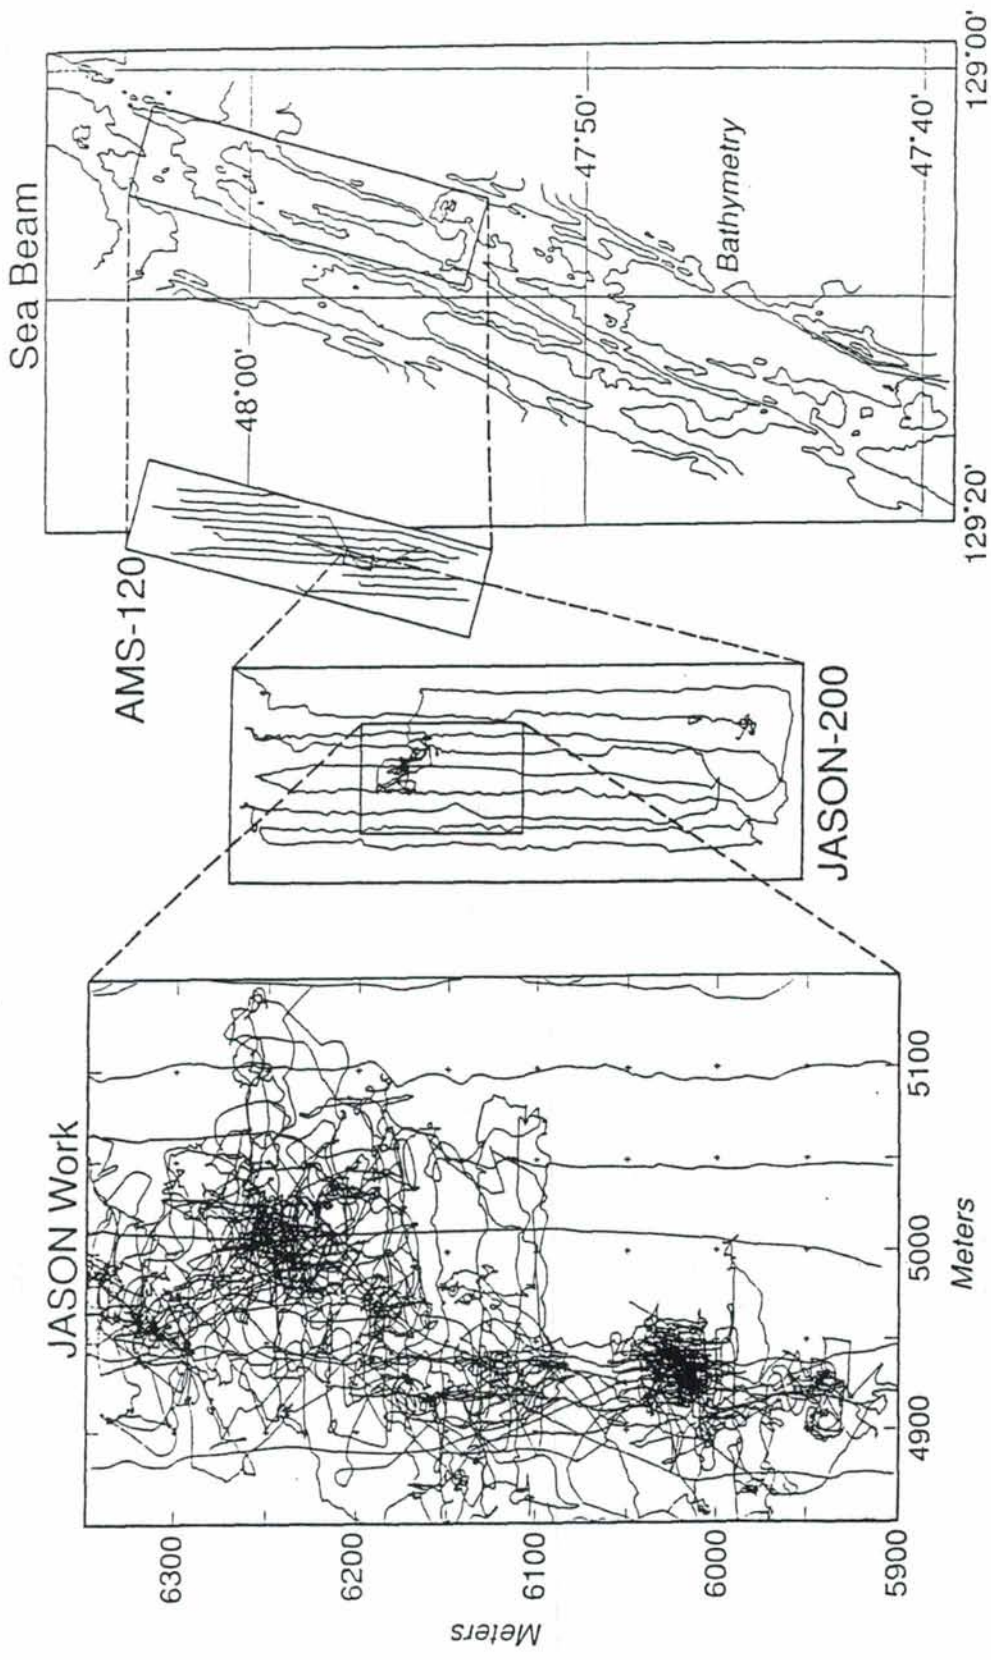 JASON Work
6300
6200
6100
6000
5900
Meters
4900
5000
5100
Meters
JASON-200
AMS-120
Sea Beam
48°00'
47°50'
47°40'
Bathymetry
129°20'
129°00'